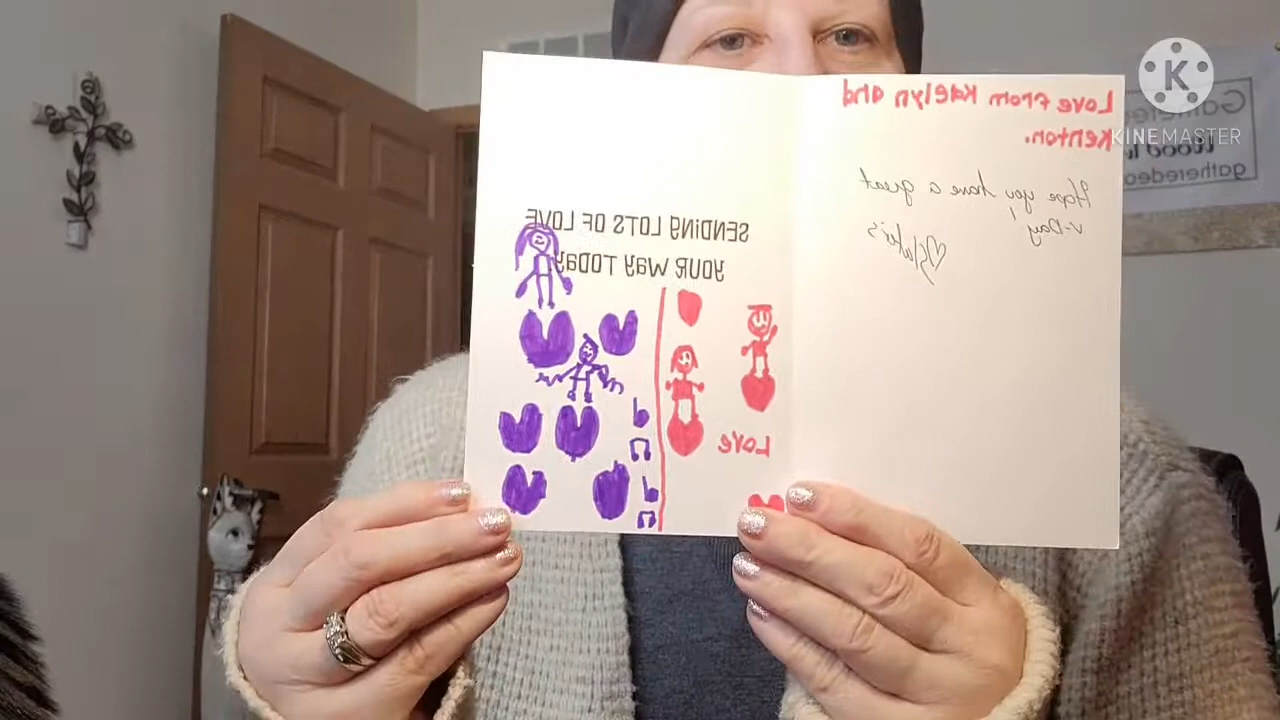 Love from Kaelyn and
Kenton.
Hope you have a great
V-Day!
SENDING LOTS OF LOVE
YOUR WAY TODAY
Love
K
KINEMASTER